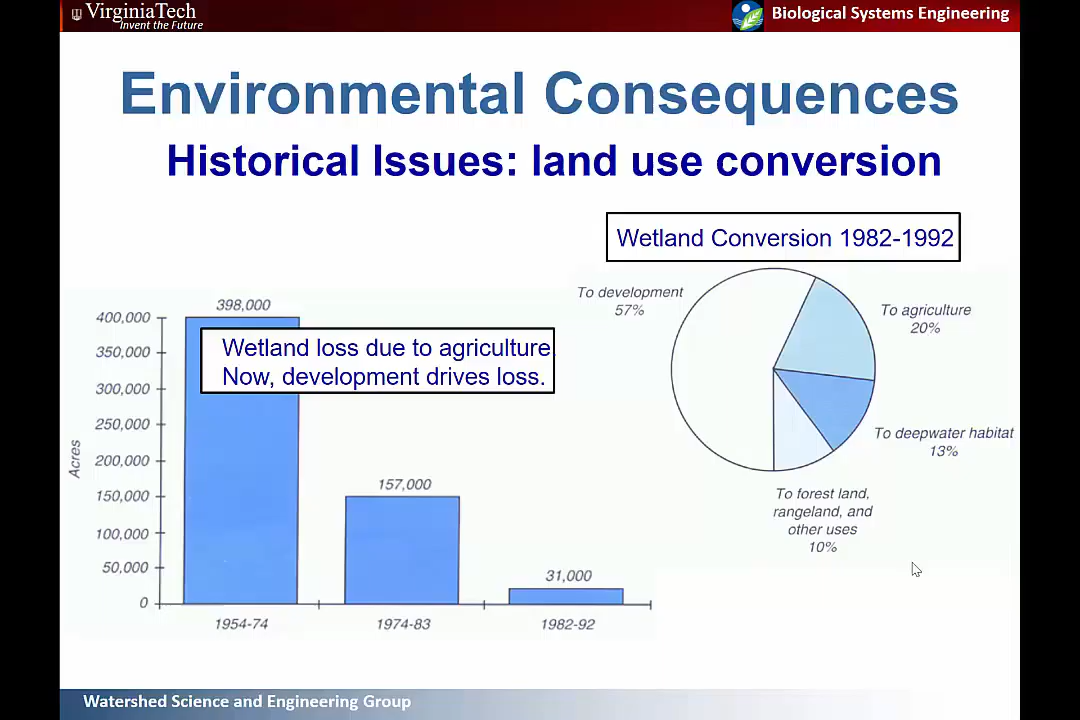 VirginiaTech
Invent the Future
Biological Systems Engineering
Environmental Consequences
Historical Issues: land use conversion
Wetland Conversion 1982-1992
398,000
400,000
350,000
300,000
250,000
200,000
150,000
100,000
50,000
0
Acres
Wetland loss due to agriculture.
Now, development drives loss.
157,000
31,000
1954-74
1974-83
1982-92
To development
57%
To agriculture
20%
To deepwater habitat
13%
To forest land,
rangeland, and
other uses
10%
Watershed Science and Engineering Group